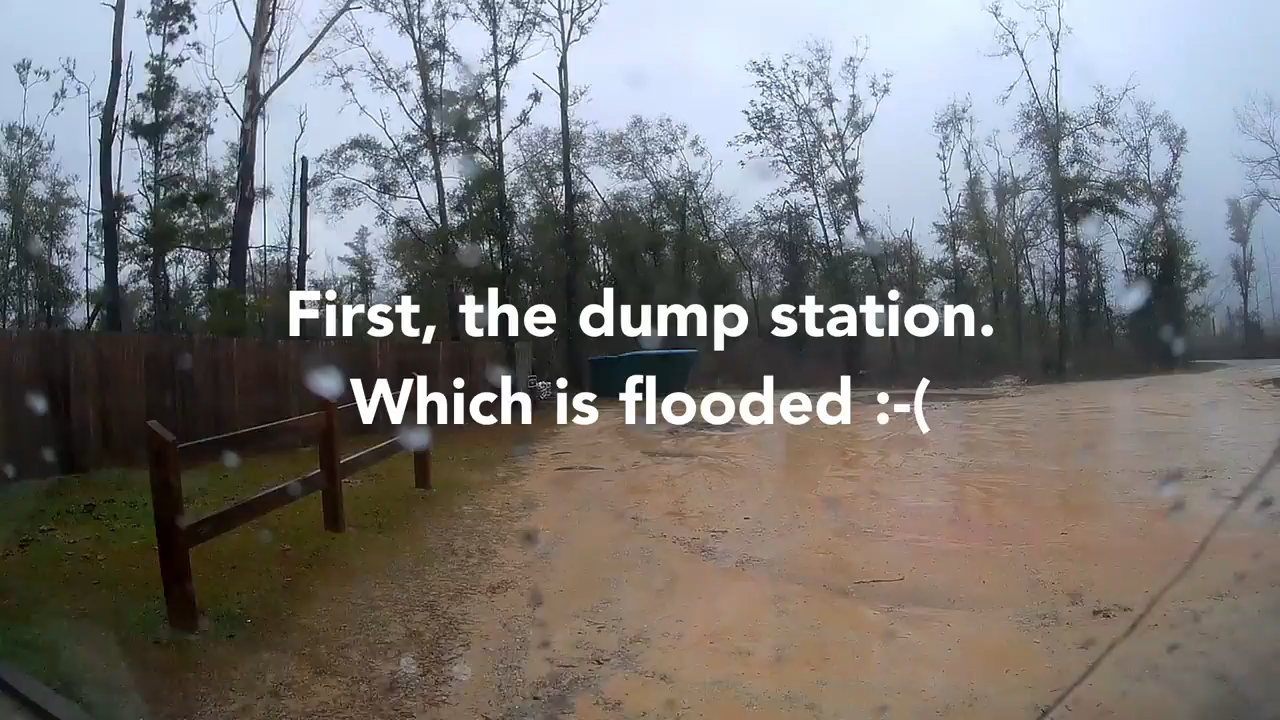 First, the dump station.
Which is flooded :-(